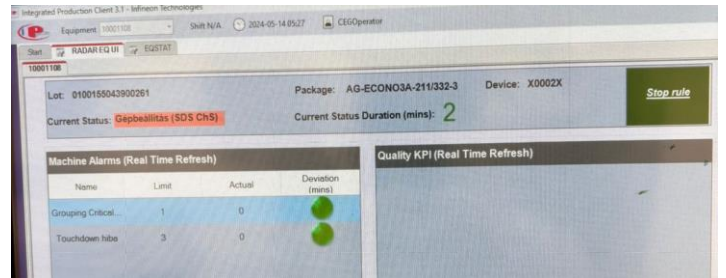 Integrated Production Client 3.1 - Infineon Technologies
Equipment 10001108 Shift N/A 2024-05-14 05:27 CEGOperator
Start RADAR EQ UI EQSTAT
10001108
Lot: 0100155043900261 Package: AG-ECONO3A-211/332-3 Device: X0002X Stop rule
Current Status: Gépbeállítás (SDS ChS) Current Status Duration (mins): 2
Machine Alarms (Real Time Refresh) Quality KPI (Real Time Refresh)
Name Limit Actual Deviation (mins)
Grouping Critical... 1 0
Touchdown hiba 3 0